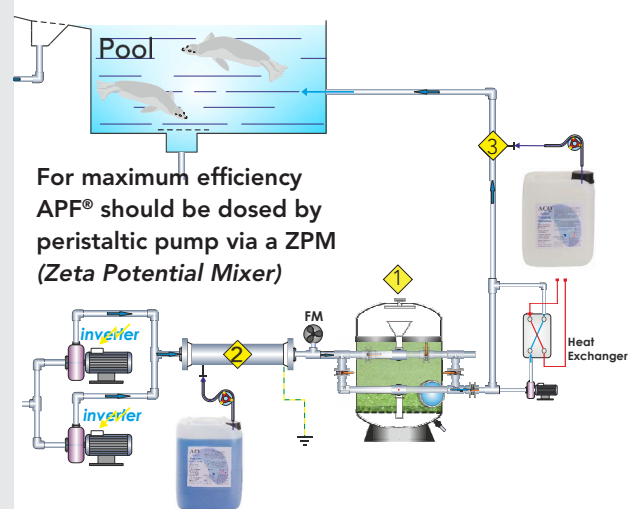 Pool
For maximum efficiency
APF® should be dosed by
peristaltic pump via a ZPM
(Zeta Potential Mixer)
3
ACO
1
FM
inverter
2
Heat
Exchanger
inverter